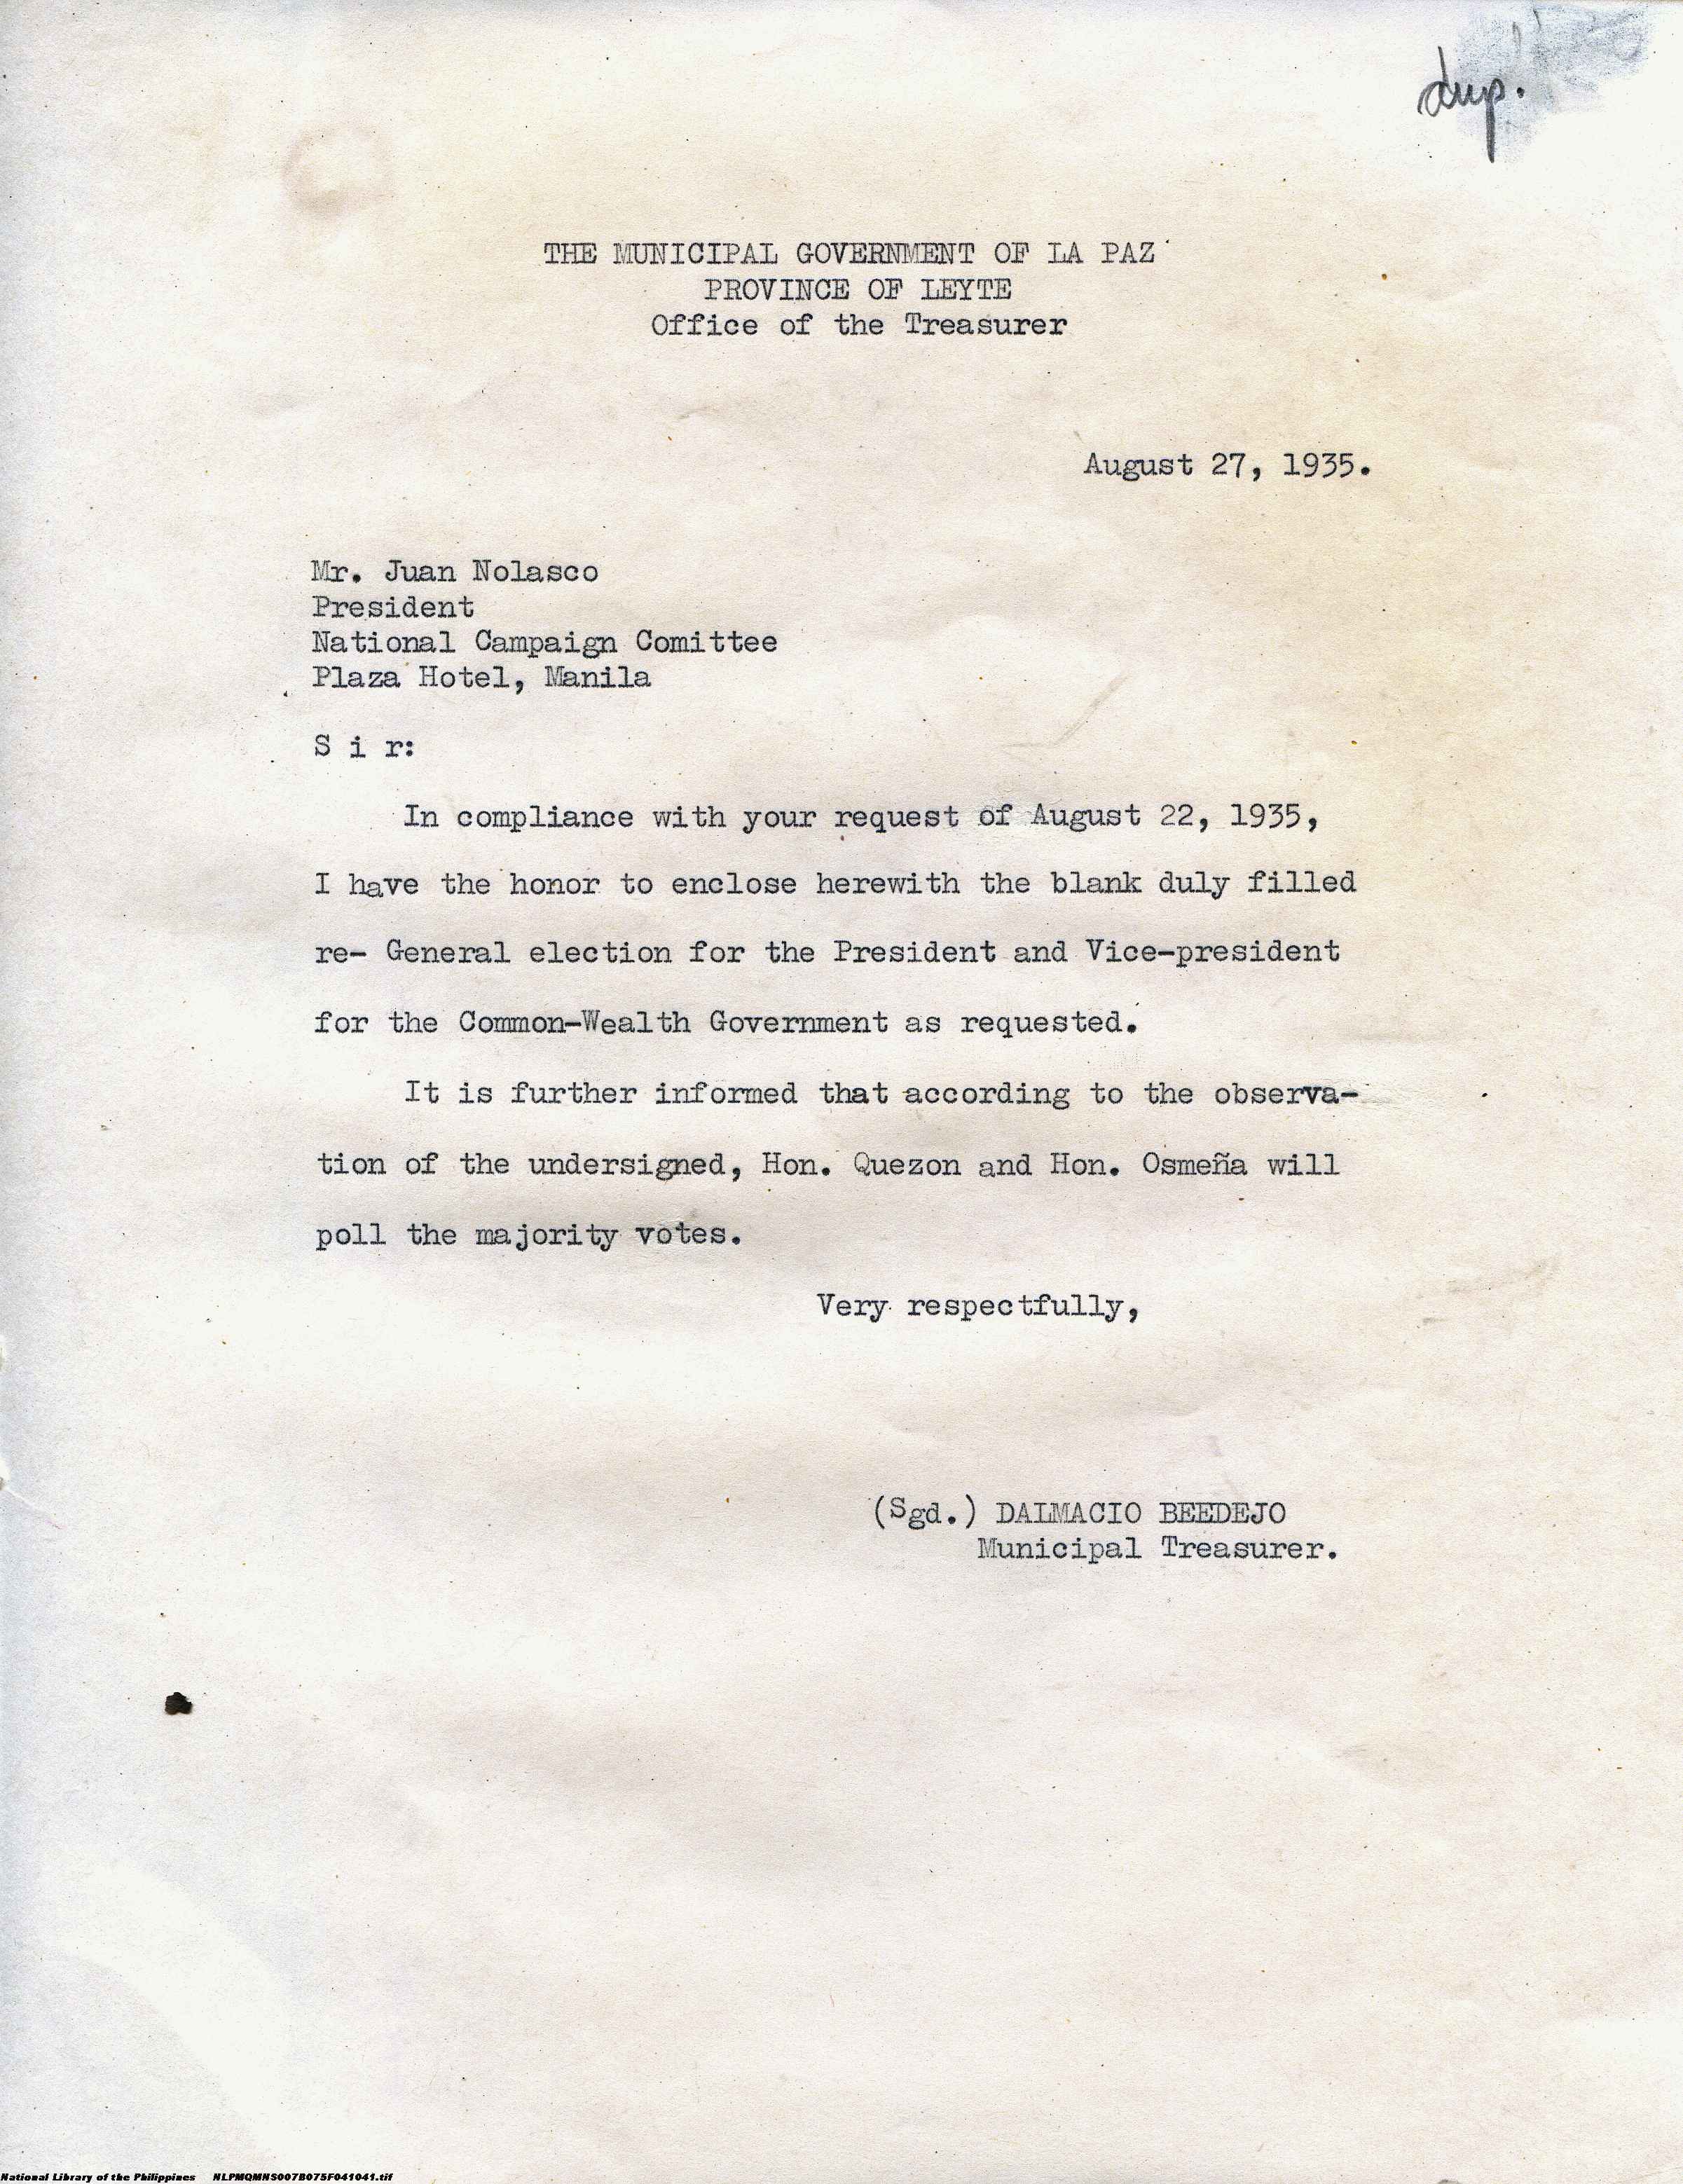 dup.
THE MUNICIPAL GOVERNMENT OF LA PAZ
PROVINCE OF LEYTE
Office of the Treasurer
August 27, 1935.
Mr. Juan Nolasco
President
National Campaign Comittee
Plaza Hotel, Manila
S i r:
In compliance with your request of August 22, 1935,
I have the honor to enclose herewith the blank duly filled
re- General election for the President and Vice-president
for the Common-Wealth Government as requested.
It is further informed that according to the observa-
tion of the undersigned, Hon. Quezon and Hon. Osmeña will
poll the majority votes.
Very respectfully,
(Sgd.) DALMACIO BEEDEJO
Municipal Treasurer.
National Library of the Philippines NLPMQMNS007B075F041041.tif